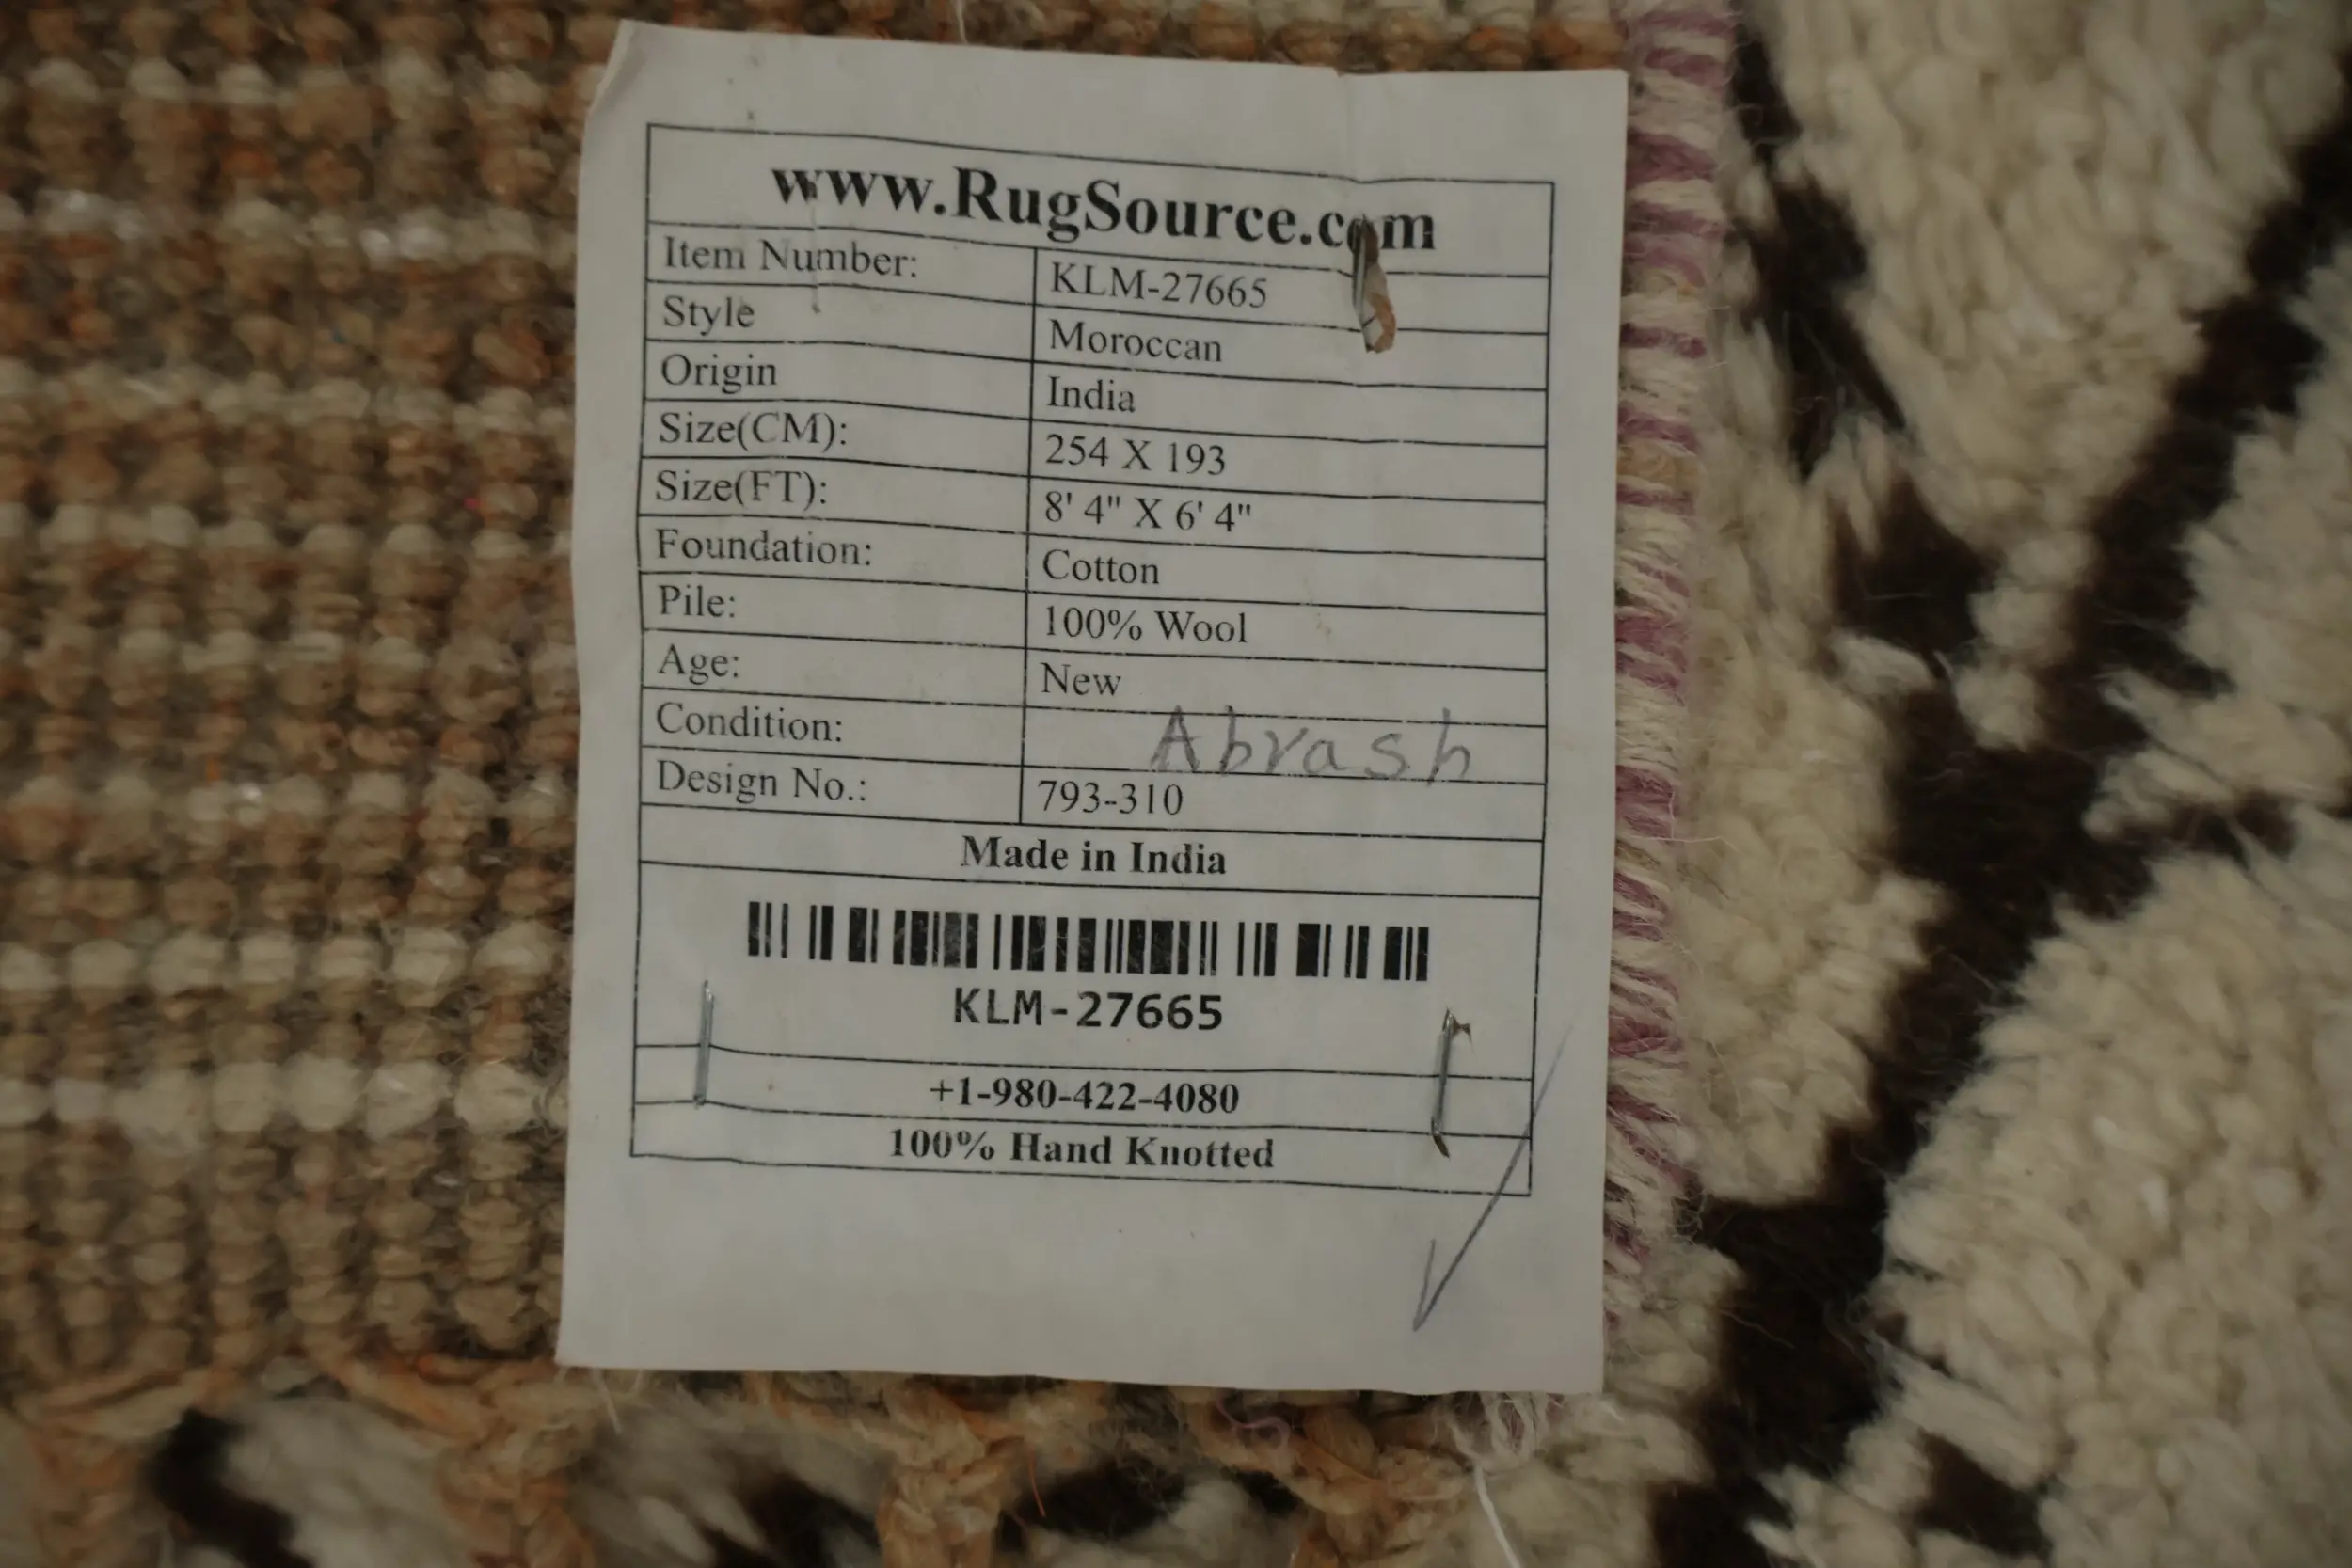 www.RugSource.com
Item Number: KLM-27665
Style Moroccan
Origin India
Size(CM): 254 X 193
Size(FT): 8' 4" X 6' 4"
Foundation: Cotton
Pile: 100% Wool
Age: New
Condition: Abrash
Design No.: 793-310
Made in India
KLM-27665
+1-980-422-4080
100% Hand Knotted